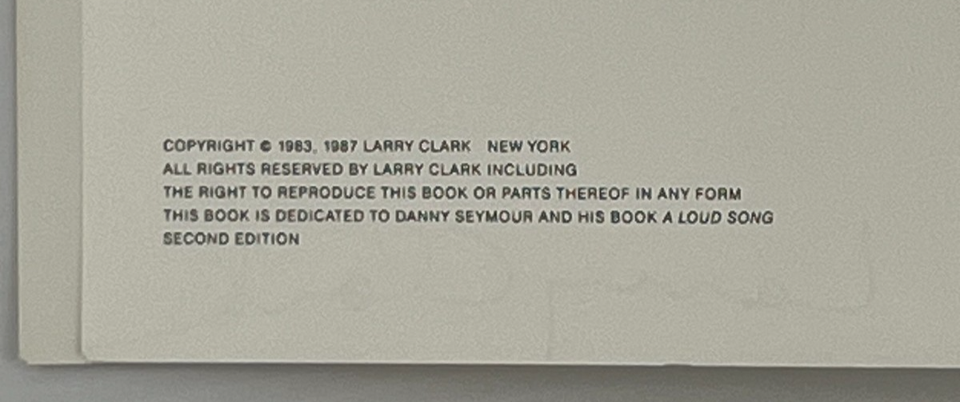 COPYRIGHT © 1983, 1987 LARRY CLARK NEW YORK
ALL RIGHTS RESERVED BY LARRY CLARK INCLUDING
THE RIGHT TO REPRODUCE THIS BOOK OR PARTS THEREOF IN ANY FORM
THIS BOOK IS DEDICATED TO DANNY SEYMOUR AND HIS BOOK A LOUD SONG
SECOND EDITION